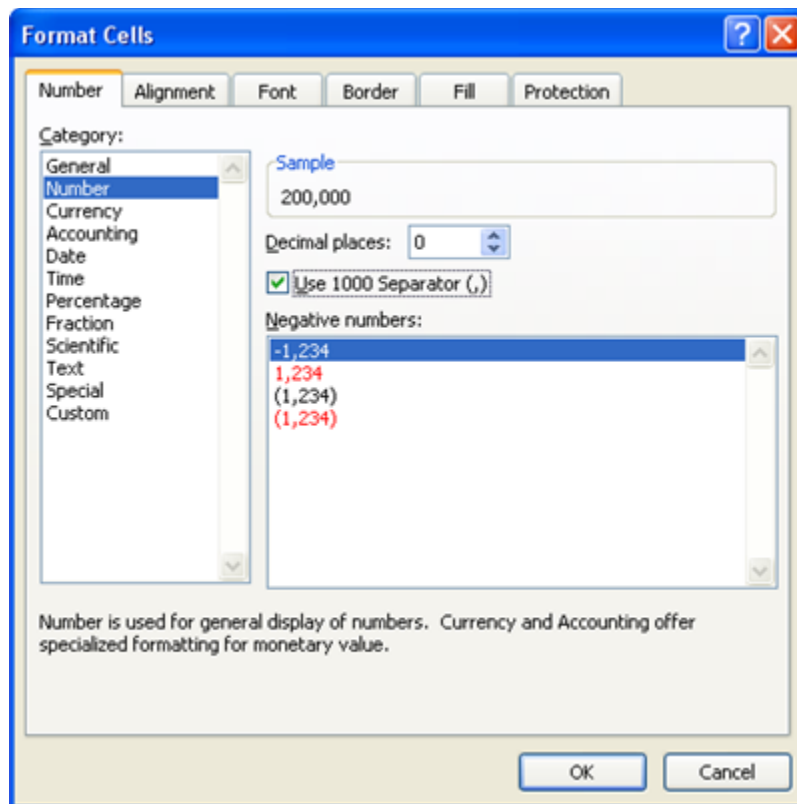 Format Cells
Number Alignment Font Border Fill Protection
Category:
General
Number
Currency
Accounting
Date
Time
Percentage
Fraction
Scientific
Text
Special
Custom
Sample
200,000
Decimal places: 0
Use 1000 Separator (,)
Negative numbers:
-1,234
1,234
(1,234)
(1,234)
Number is used for general display of numbers. Currency and Accounting offer
specialized formatting for monetary value.
OK Cancel